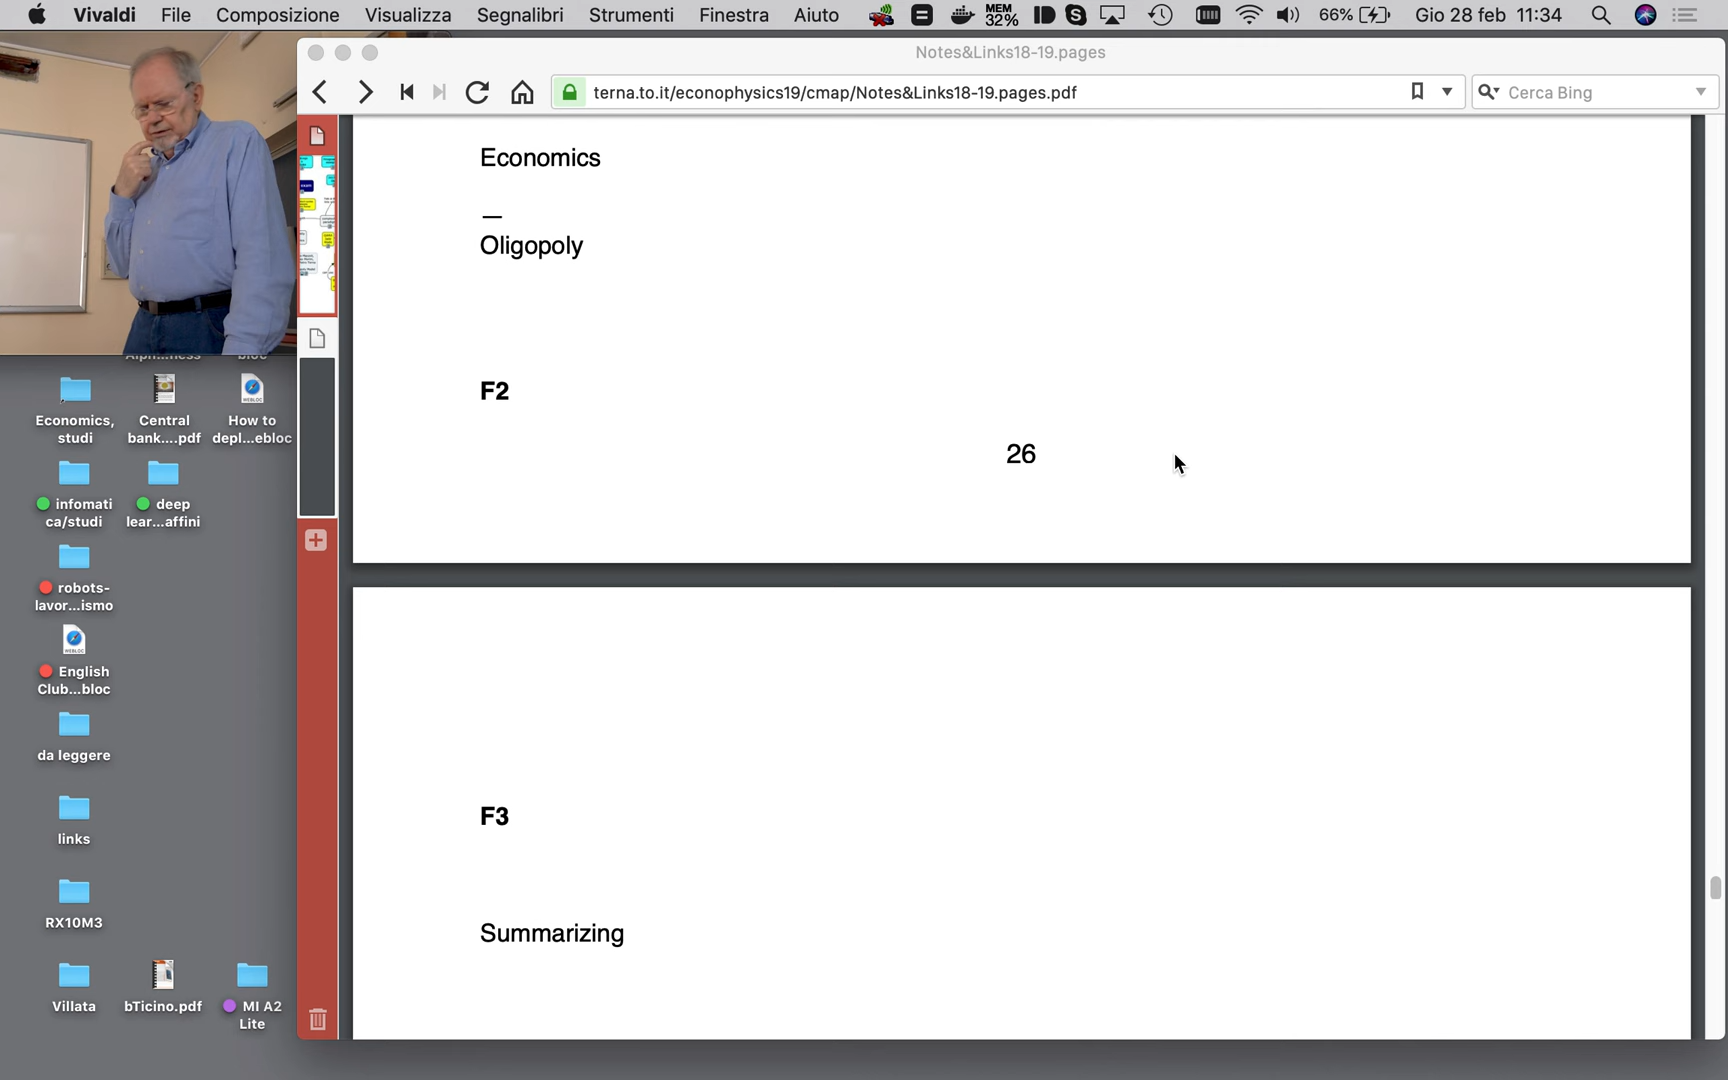 Vivaldi File Composizione Visualizza Segnalibri Strumenti Finestra Aiuto MEM 32% 66% Gio 28 feb 11:34
Notes&Links18-19.pages
terna.to.it/econophysics19/cmap/Notes&Links18-19.pages.pdf
Cerca Bing
Economics
—
Oligopoly
F2
26
F3
Summarizing
bloc
Economics, studi
Central bank....pdf
How to depl...ebloc
infomati
ca/studi
deep
lear...affini
robots-
lavor...ismo
English
Club...bloc
da leggere
links
RX10M3
Villata
bTicino.pdf
MI A2
Lite